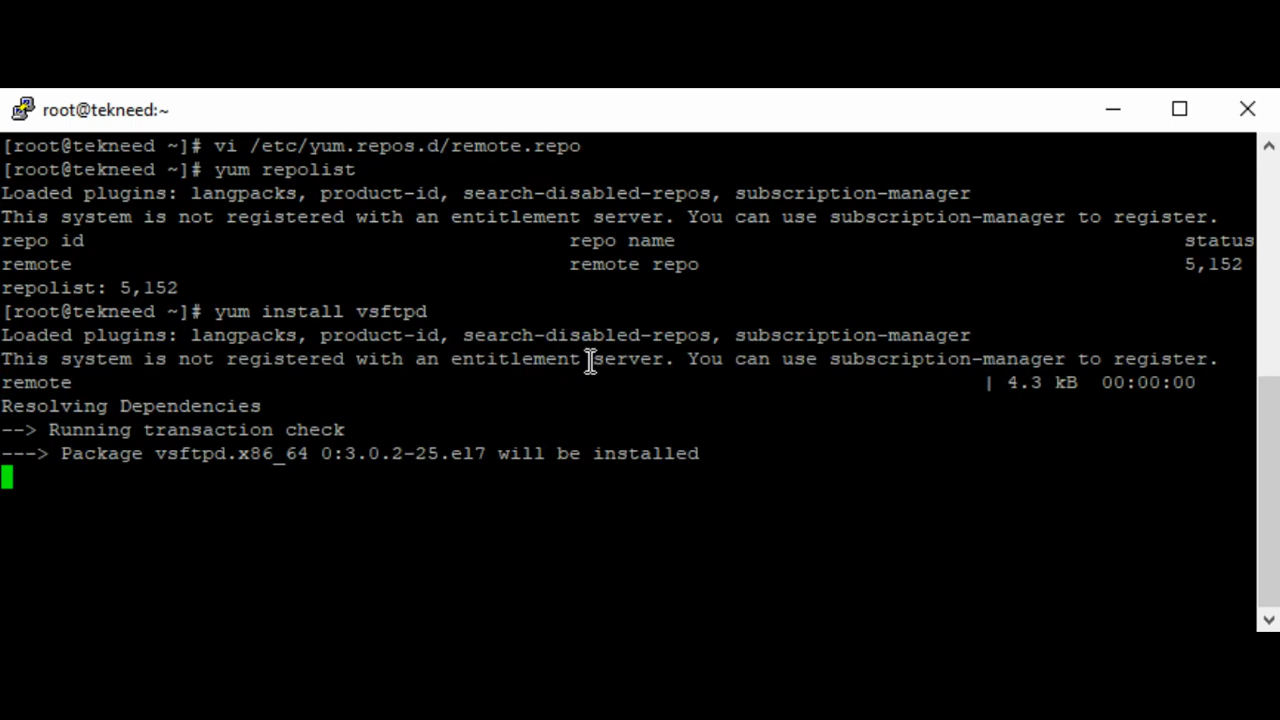 root@tekneed:~
[root@tekneed ~]# vi /etc/yum.repos.d/remote.repo
[root@tekneed ~]# yum repolist
Loaded plugins: langpacks, product-id, search-disabled-repos, subscription-manager
This system is not registered with an entitlement server. You can use subscription-manager to register.
repo id repo name status
remote remote repo 5,152
repolist: 5,152
[root@tekneed ~]# yum install vsftpd
Loaded plugins: langpacks, product-id, search-disabled-repos, subscription-manager
This system is not registered with an entitlement server. You can use subscription-manager to register.
remote | 4.3 kB 00:00:00
Resolving Dependencies
--> Running transaction check
---> Package vsftpd.x86_64 0:3.0.2-25.el7 will be installed